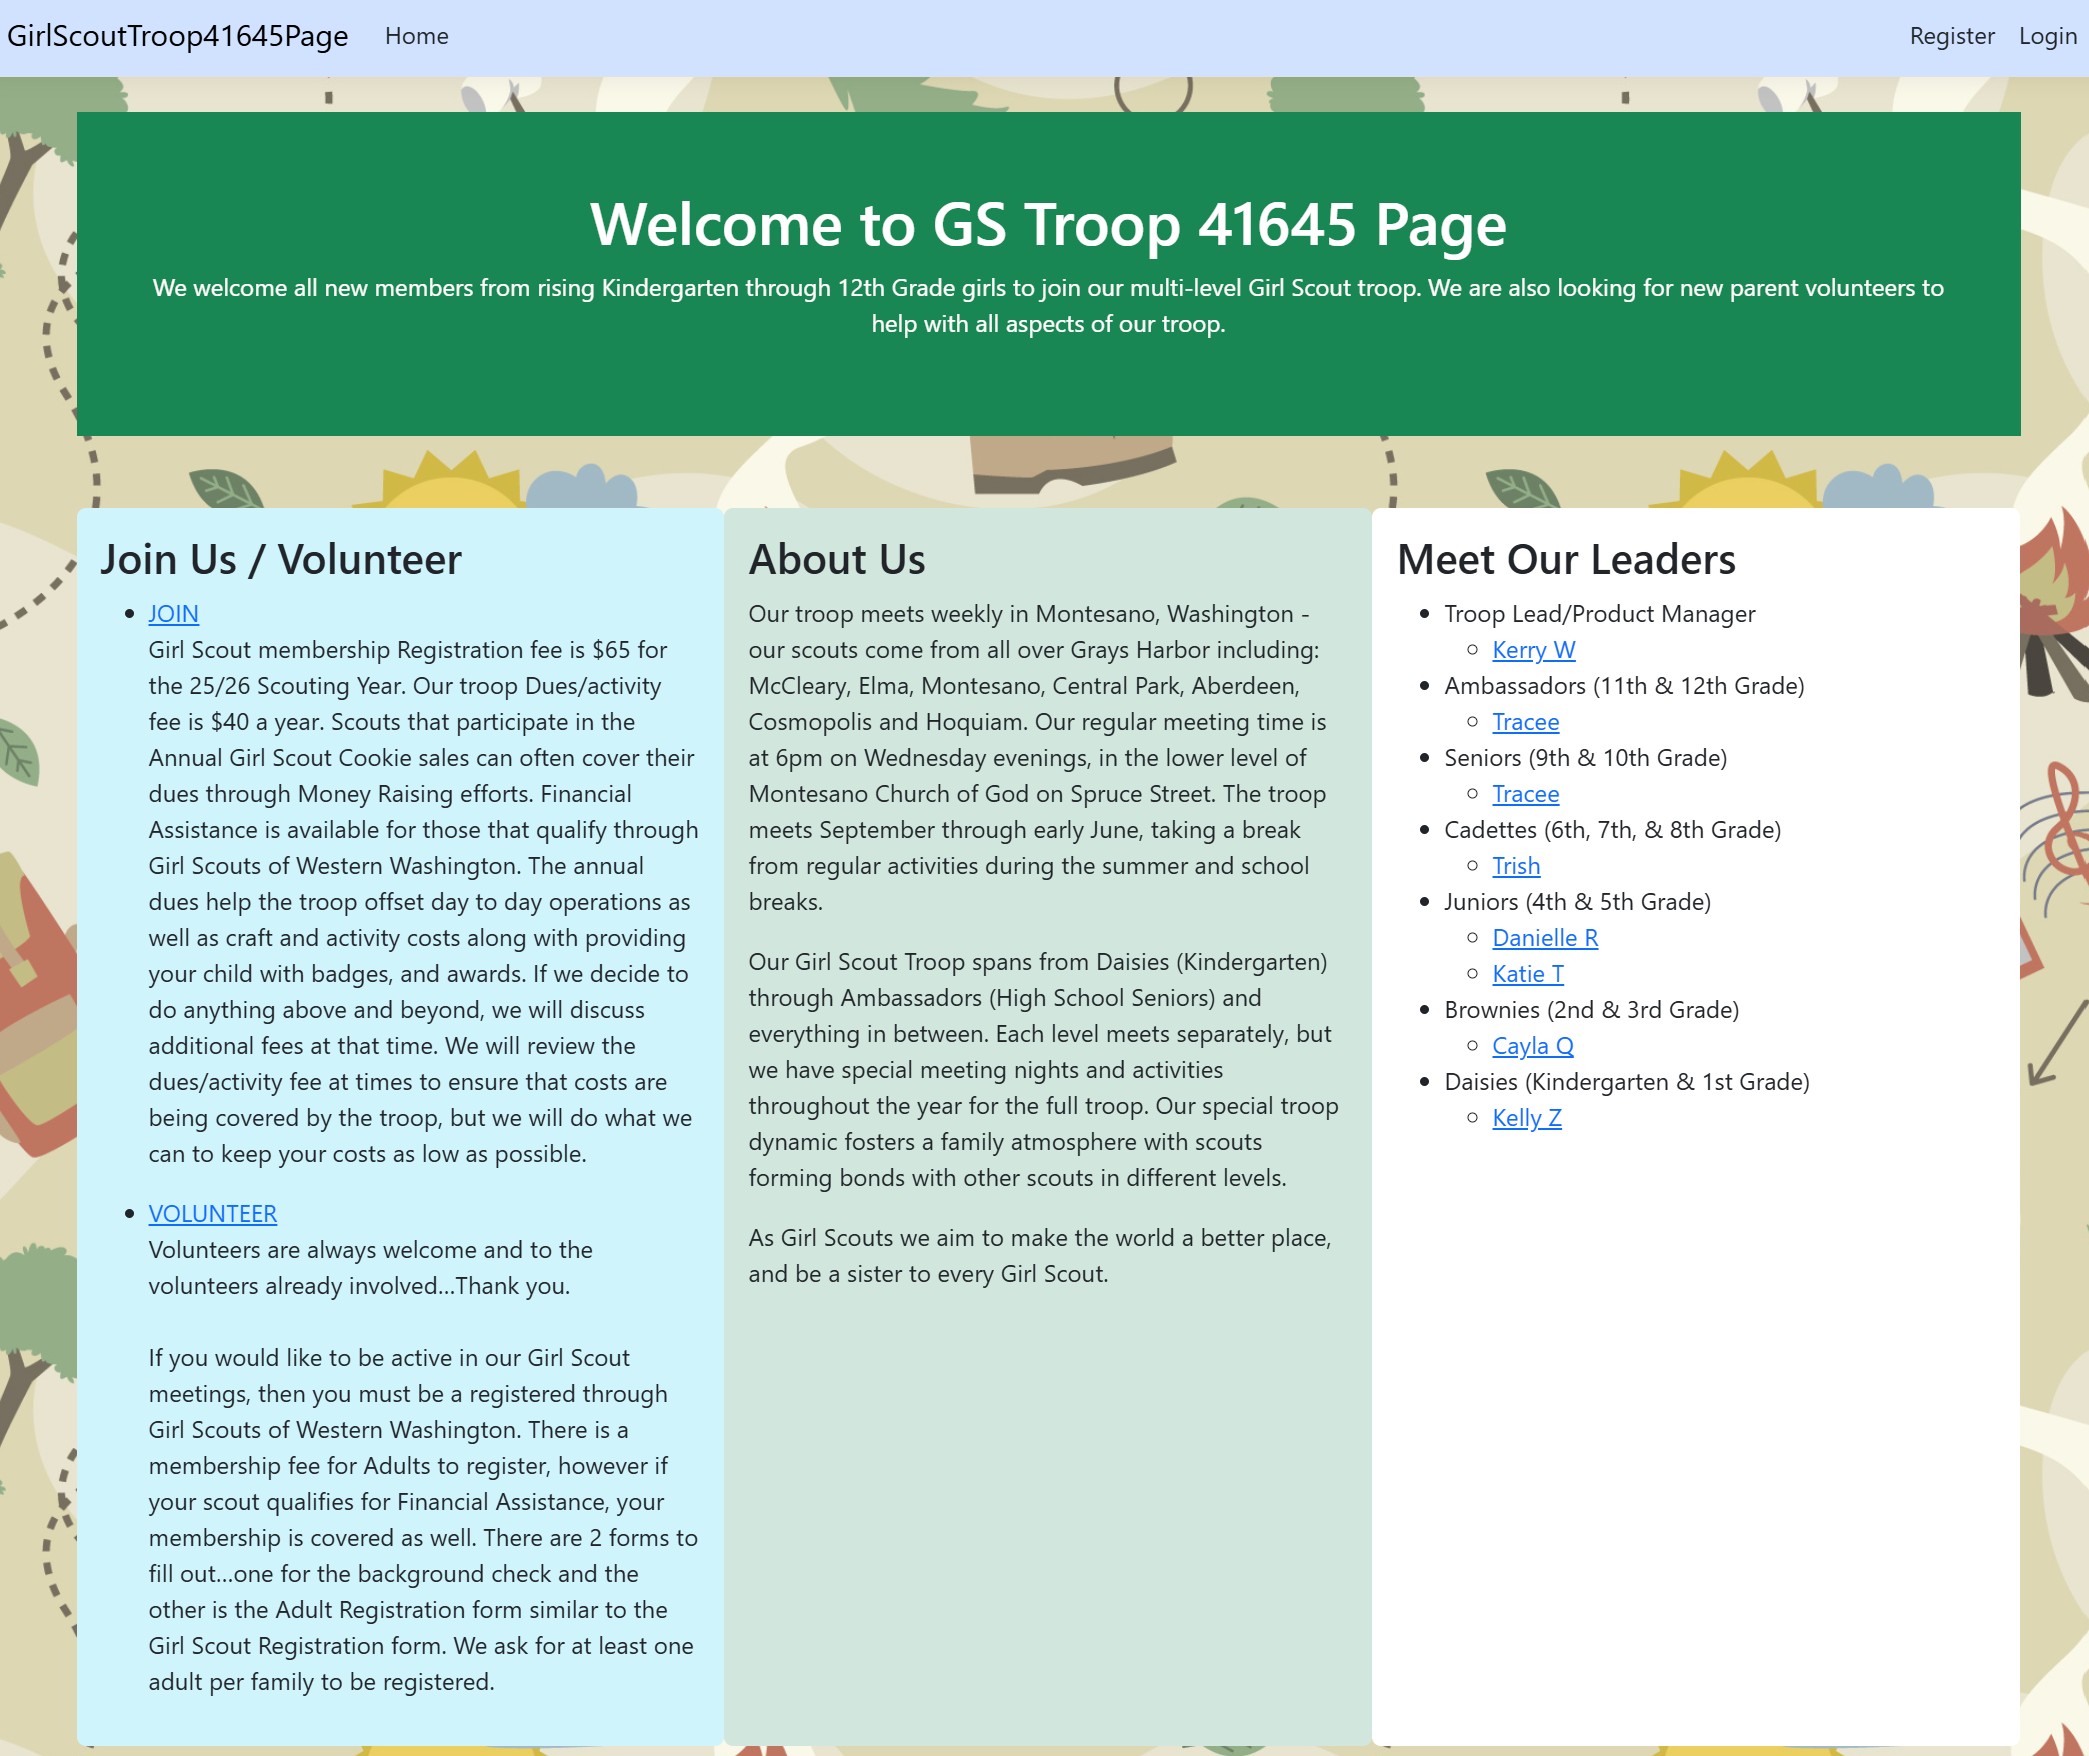 GirlScoutTroop41645Page
Home
Register
Login
Welcome to GS Troop 41645 Page
We welcome all new members from rising Kindergarten through 12th Grade girls to join our multi-level Girl Scout troop. We are also looking for new parent volunteers to
help with all aspects of our troop.
Join Us / Volunteer
JOIN
Girl Scout membership Registration fee is $65 for
the 25/26 Scouting Year. Our troop Dues/activity
fee is $40 a year. Scouts that participate in the
Annual Girl Scout Cookie sales can often cover their
dues through Money Raising efforts. Financial
Assistance is available for those that qualify through
Girl Scouts of Western Washington. The annual
dues help the troop offset day to day operations as
well as craft and activity costs along with providing
your child with badges, and awards. If we decide to
do anything above and beyond, we will discuss
additional fees at that time. We will review the
dues/activity fee at times to ensure that costs are
being covered by the troop, but we will do what we
can to keep your costs as low as possible.
VOLUNTEER
Volunteers are always welcome and to the
volunteers already involved...Thank you.
If you would like to be active in our Girl Scout
meetings, then you must be a registered through
Girl Scouts of Western Washington. There is a
membership fee for Adults to register, however if
your scout qualifies for Financial Assistance, your
membership is covered as well. There are 2 forms to
fill out...one for the background check and the
other is the Adult Registration form similar to the
Girl Scout Registration form. We ask for at least one
adult per family to be registered.
About Us
Our troop meets weekly in Montesano, Washington -
our scouts come from all over Grays Harbor including:
McCleary, Elma, Montesano, Central Park, Aberdeen,
Cosmopolis and Hoquiam. Our regular meeting time is
at 6pm on Wednesday evenings, in the lower level of
Montesano Church of God on Spruce Street. The troop
meets September through early June, taking a break
from regular activities during the summer and school
breaks.
Our Girl Scout Troop spans from Daisies (Kindergarten)
through Ambassadors (High School Seniors) and
everything in between. Each level meets separately, but
we have special meeting nights and activities
throughout the year for the full troop. Our special troop
dynamic fosters a family atmosphere with scouts
forming bonds with other scouts in different levels.
As Girl Scouts we aim to make the world a better place,
and be a sister to every Girl Scout.
Meet Our Leaders
Troop Lead/Product Manager
Kerry W
Ambassadors (11th & 12th Grade)
Tracee
Seniors (9th & 10th Grade)
Tracee
Cadettes (6th, 7th, & 8th Grade)
Trish
Juniors (4th & 5th Grade)
Danielle R
Katie T
Brownies (2nd & 3rd Grade)
Cayla Q
Daisies (Kindergarten & 1st Grade)
Kelly Z